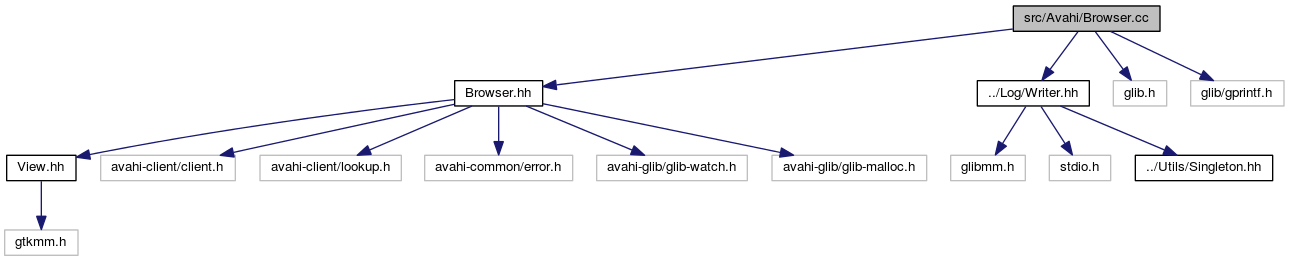 src/Avahi/Browser.cc
Browser.hh
../Log/Writer.hh
glib.h
glib/gprintf.h
View.hh
avahi-client/client.h
avahi-client/lookup.h
avahi-common/error.h
avahi-glib/glib-watch.h
avahi-glib/glib-malloc.h
glibmm.h
stdio.h
../Utils/Singleton.hh
gtkmm.h